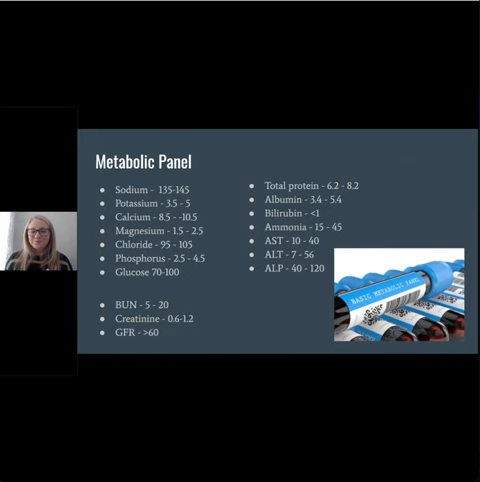 Metabolic Panel
Sodium - 135-145
Potassium - 3.5 - 5
Calcium - 8.5 - -10.5
Magnesium - 1.5 - 2.5
Chloride - 95 - 105
Phosphorus - 2.5 - 4.5
Glucose 70-100
BUN - 5 - 20
Creatinine - 0.6-1.2
GFR - >60
Total protein - 6.2 - 8.2
Albumin - 3.4 - 5.4
Bilirubin - <1
Ammonia - 15 - 45
AST - 10 - 40
ALT - 7 - 56
ALP - 40 - 120
BASIC METABOLIC PANEL